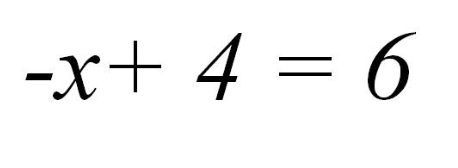 -x+ 4 = 6